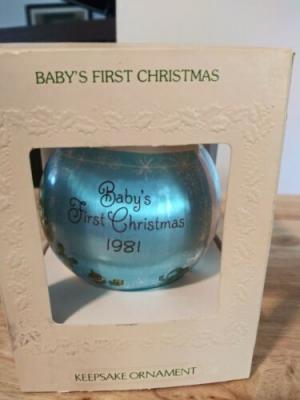 BABY'S FIRST CHRISTMAS
Baby's
First Christmas
1981
KEEPSAKE ORNAMENT